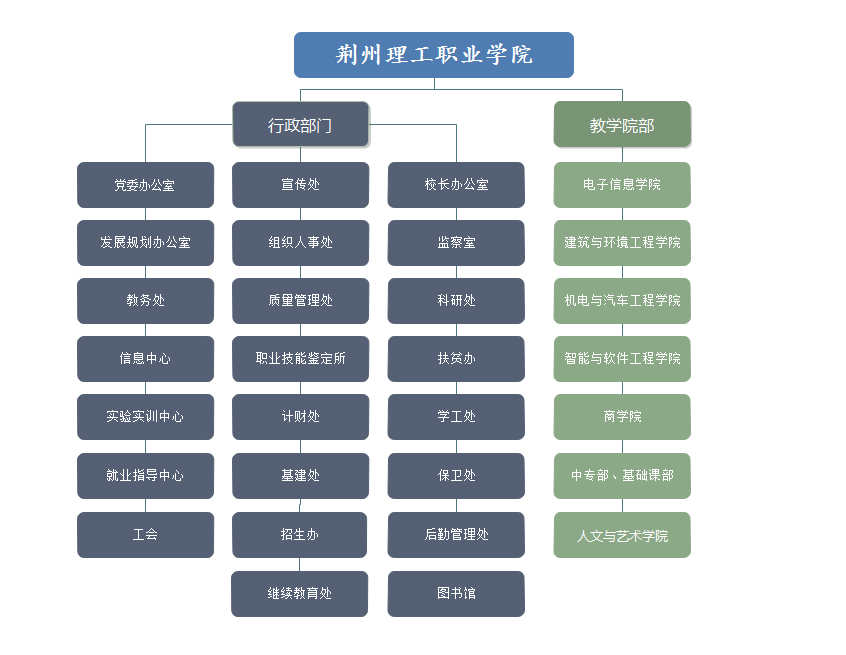 荆州理工职业学院
行政部门
教学院部
党委办公室
宣传处
校长办公室
电子信息学院
发展规划办公室
组织人事处
监察室
建筑与环境工程学院
教务处
质量管理处
科研处
机电与汽车工程学院
信息中心
职业技能鉴定所
扶贫办
智能与软件工程学院
实验实训中心
计财处
学工处
商学院
就业指导中心
基建处
保卫处
中专部、基础课部
工会
招生办
后勤管理处
人文与艺术学院
继续教育处
图书馆